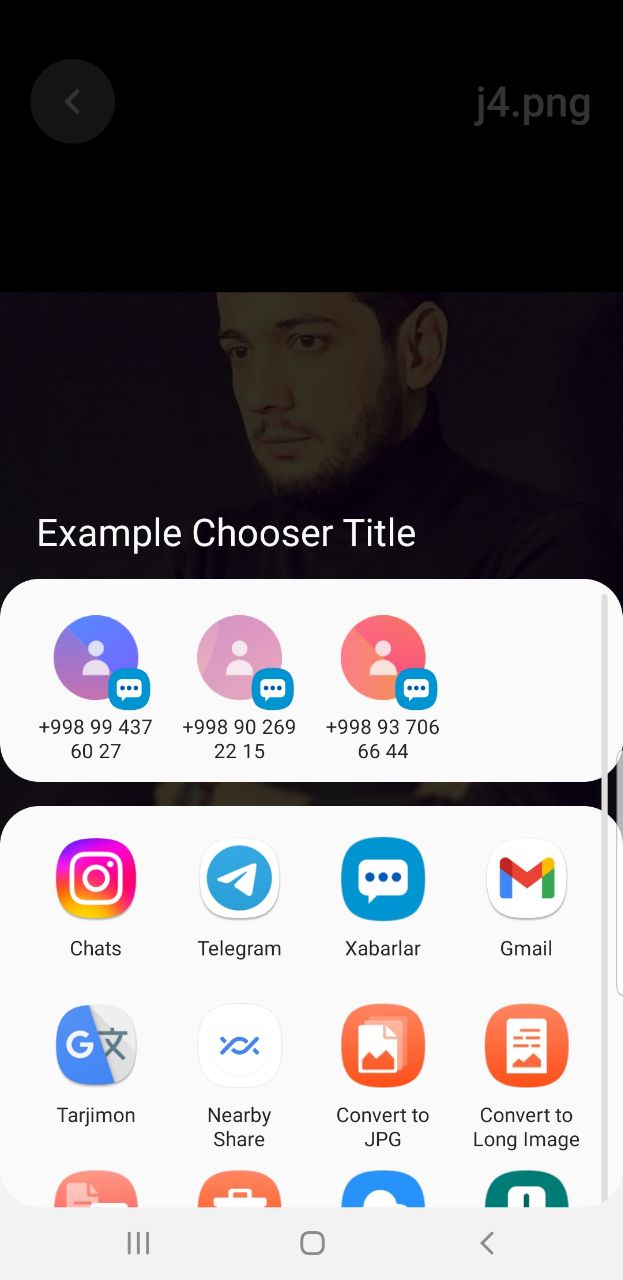 j4.png
Example Chooser Title
+998 99 437
60 27
+998 90 269
22 15
+998 93 706
66 44
Chats
Telegram
Xabarlar
Gmail
Tarjimon
Nearby
Share
Convert to
JPG
Convert to
Long Image